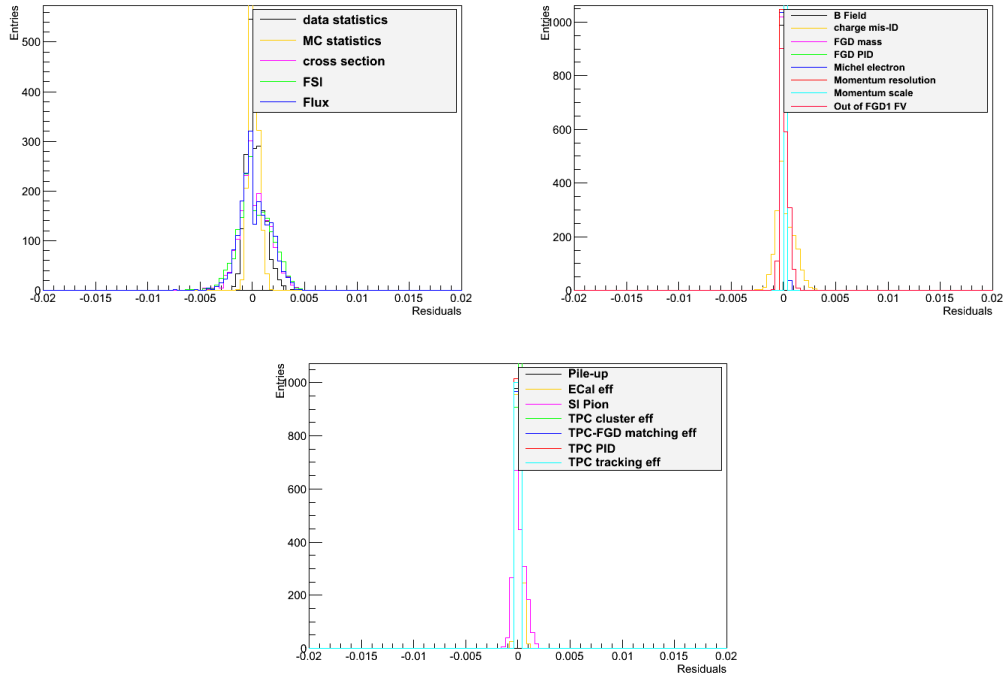 Entries
500
400
300
200
100
0
data statistics
MC statistics
cross section
FSI
Flux
-0.02 -0.015 -0.01 -0.005 0 0.005 0.01 0.015 0.02
Residuals
Entries
1000
800
600
400
200
0
B Field
charge mis-ID
FGD mass
FGD PID
Michel electron
Momentum resolution
Momentum scale
Out of FGD1 FV
-0.02 -0.015 -0.01 -0.005 0 0.005 0.01 0.015 0.02
Residuals
Entries
1000
800
600
400
200
0
Pile-up
ECal eff
SI Pion
TPC cluster eff
TPC-FGD matching eff
TPC PID
TPC tracking eff
-0.02 -0.015 -0.01 -0.005 0 0.005 0.01 0.015 0.02
Residuals